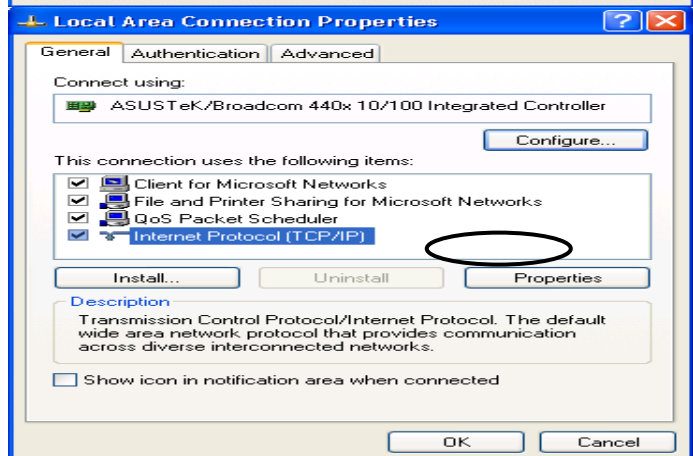 Local Area Connection Properties
General Authentication Advanced
Connect using:
ASUSTeK/Broadcom 440x 10/100 Integrated Controller
Configure...
This connection uses the following items:
Client for Microsoft Networks
File and Printer Sharing for Microsoft Networks
QoS Packet Scheduler
Internet Protocol (TCP/IP)
Install... Uninstall Properties
Description
Transmission Control Protocol/Internet Protocol. The default
wide area network protocol that provides communication
across diverse interconnected networks.
Show icon in notification area when connected
OK Cancel